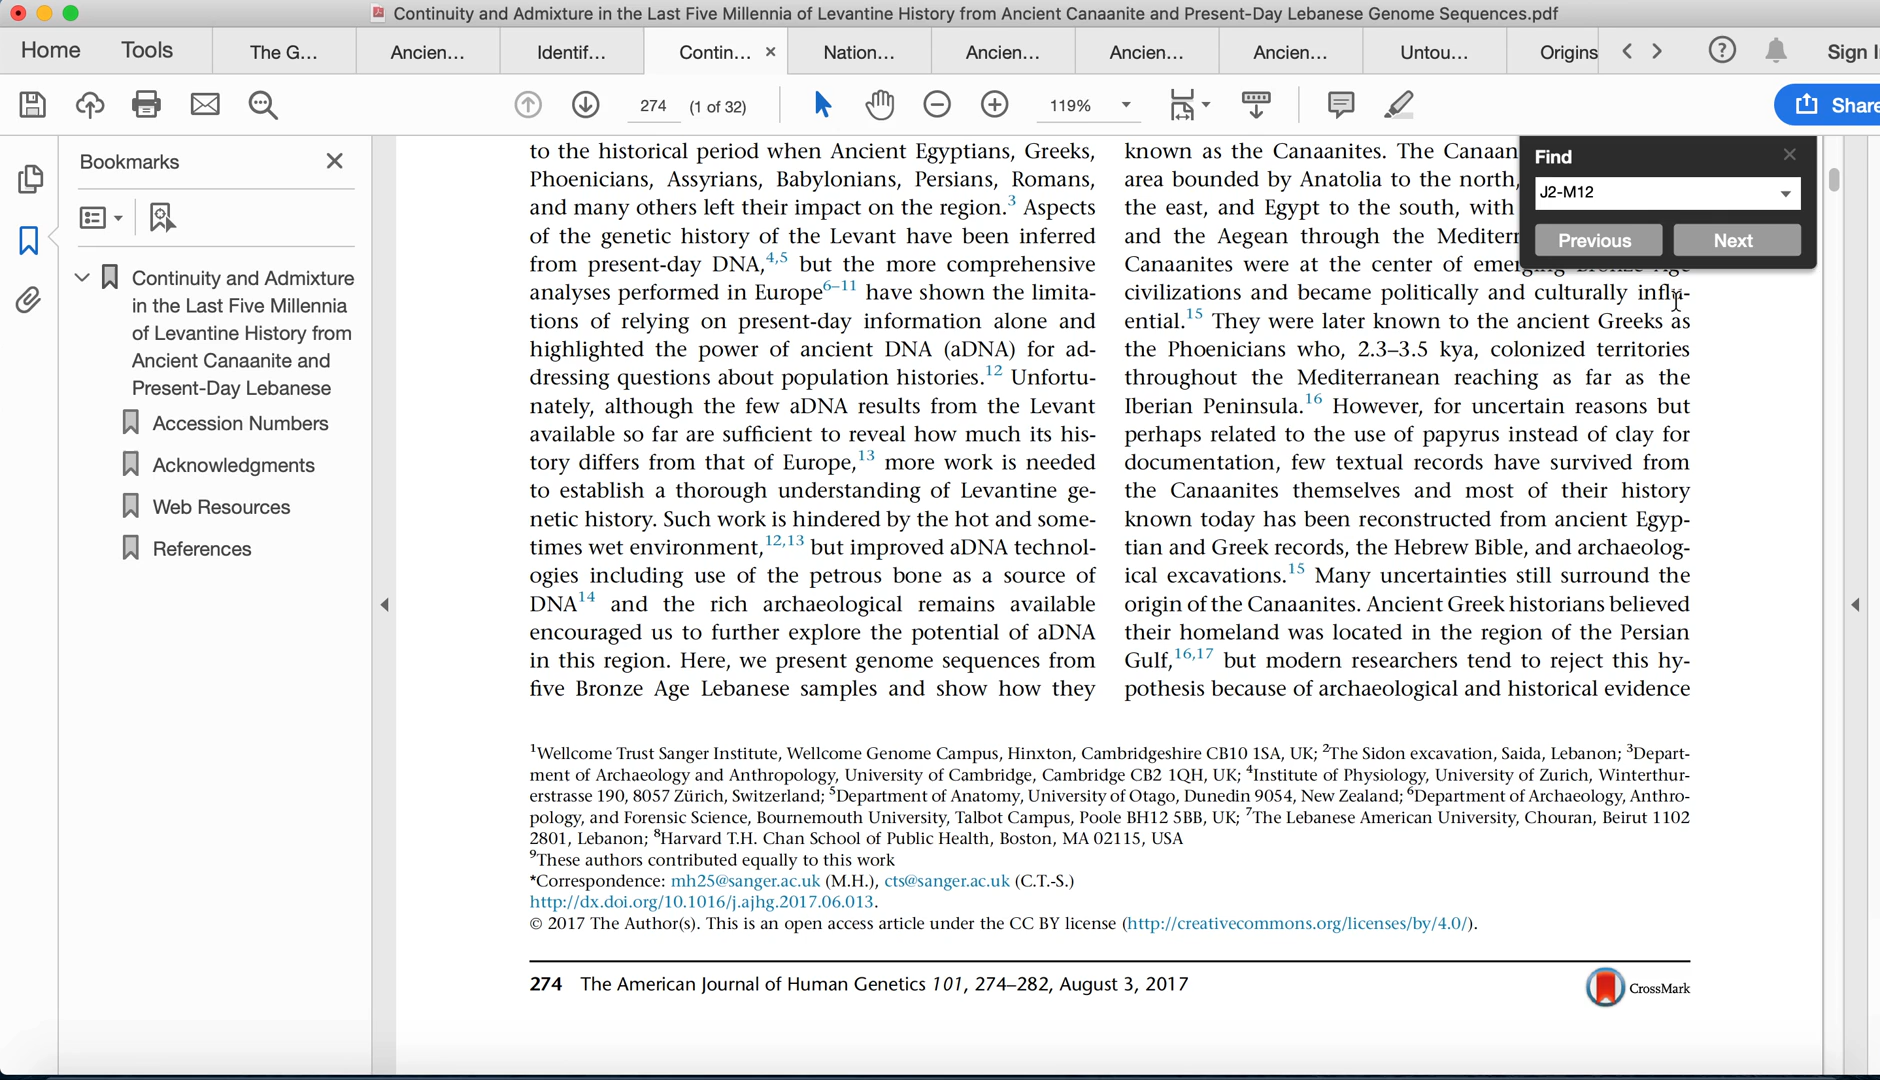 Continuity and Admixture in the Last Five Millennia of Levantine History from Ancient Canaanite and Present-Day Lebanese Genome Sequences.pdf
Home
Tools
The G...
Ancien...
Identif...
Contin...
Nation...
Ancien...
Ancien...
Ancien...
Untou...
Origins
Sign I
274
(1 of 32)
119%
Share
Bookmarks
Continuity and Admixture
in the Last Five Millennia
of Levantine History from
Ancient Canaanite and
Present-Day Lebanese
Accession Numbers
Acknowledgments
Web Resources
References
Find
J2-M12
Previous
Next
to the historical period when Ancient Egyptians, Greeks,
Phoenicians, Assyrians, Babylonians, Persians, Romans,
and many others left their impact on the region.3 Aspects
of the genetic history of the Levant have been inferred
from present-day DNA,4,5 but the more comprehensive
analyses performed in Europe6–11 have shown the limita-
tions of relying on present-day information alone and
highlighted the power of ancient DNA (aDNA) for ad-
dressing questions about population histories.12 Unfortu-
nately, although the few aDNA results from the Levant
available so far are sufficient to reveal how much its his-
tory differs from that of Europe,13 more work is needed
to establish a thorough understanding of Levantine ge-
netic history. Such work is hindered by the hot and some-
times wet environment,12,13 but improved aDNA technol-
ogies including use of the petrous bone as a source of
DNA14 and the rich archaeological remains available
encouraged us to further explore the potential of aDNA
in this region. Here, we present genome sequences from
five Bronze Age Lebanese samples and show how they
known as the Canaanites. The Canaan
area bounded by Anatolia to the north,
the east, and Egypt to the south, with
and the Aegean through the Mediterr
Canaanites were at the center of emerging Bronze Age
civilizations and became politically and culturally influ-
ential.15 They were later known to the ancient Greeks as
the Phoenicians who, 2.3–3.5 kya, colonized territories
throughout the Mediterranean reaching as far as the
Iberian Peninsula.16 However, for uncertain reasons but
perhaps related to the use of papyrus instead of clay for
documentation, few textual records have survived from
the Canaanites themselves and most of their history
known today has been reconstructed from ancient Egyp-
tian and Greek records, the Hebrew Bible, and archaeolog-
ical excavations.15 Many uncertainties still surround the
origin of the Canaanites. Ancient Greek historians believed
their homeland was located in the region of the Persian
Gulf,16,17 but modern researchers tend to reject this hy-
pothesis because of archaeological and historical evidence
1Wellcome Trust Sanger Institute, Wellcome Genome Campus, Hinxton, Cambridgeshire CB10 1SA, UK; 2The Sidon excavation, Saida, Lebanon; 3Depart-
ment of Archaeology and Anthropology, University of Cambridge, Cambridge CB2 1QH, UK; 4Institute of Physiology, University of Zurich, Winterthur-
erstrasse 190, 8057 Zürich, Switzerland; 5Department of Anatomy, University of Otago, Dunedin 9054, New Zealand; 6Department of Archaeology, Anthro-
pology, and Forensic Science, Bournemouth University, Talbot Campus, Poole BH12 5BB, UK; 7The Lebanese American University, Chouran, Beirut 1102
2801, Lebanon; 8Harvard T.H. Chan School of Public Health, Boston, MA 02115, USA
9These authors contributed equally to this work
*Correspondence: mh25@sanger.ac.uk (M.H.), cts@sanger.ac.uk (C.T.-S.)
http://dx.doi.org/10.1016/j.ajhg.2017.06.013.
© 2017 The Author(s). This is an open access article under the CC BY license (http://creativecommons.org/licenses/by/4.0/).
274 The American Journal of Human Genetics 101, 274–282, August 3, 2017
CrossMark